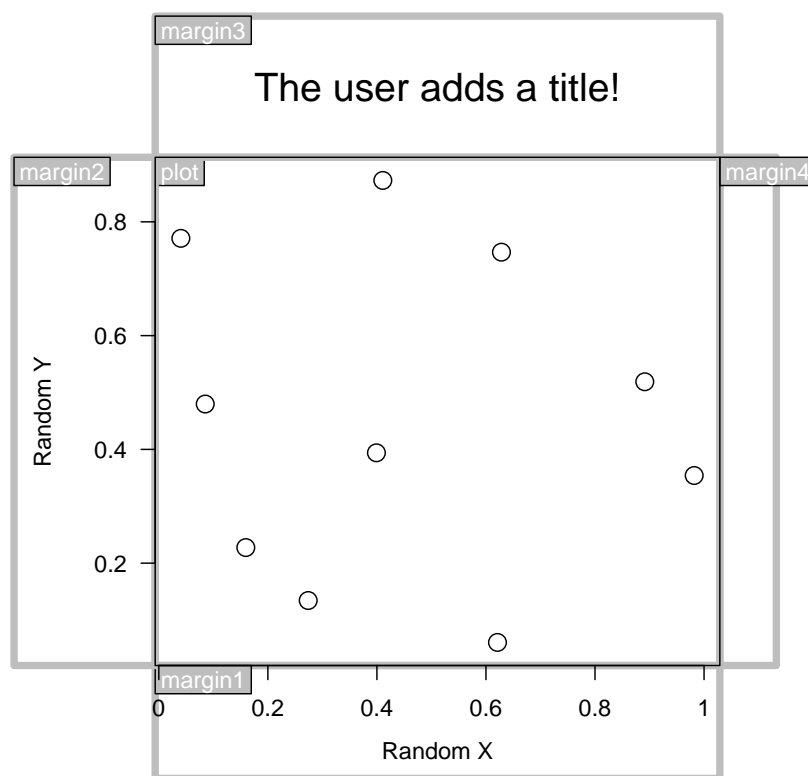 margin3
The user adds a title!
margin2
plot
margin4
0.8
0.6
0.4
0.2
Random Y
margin1
0 0.2 0.4 0.6 0.8 1
Random X